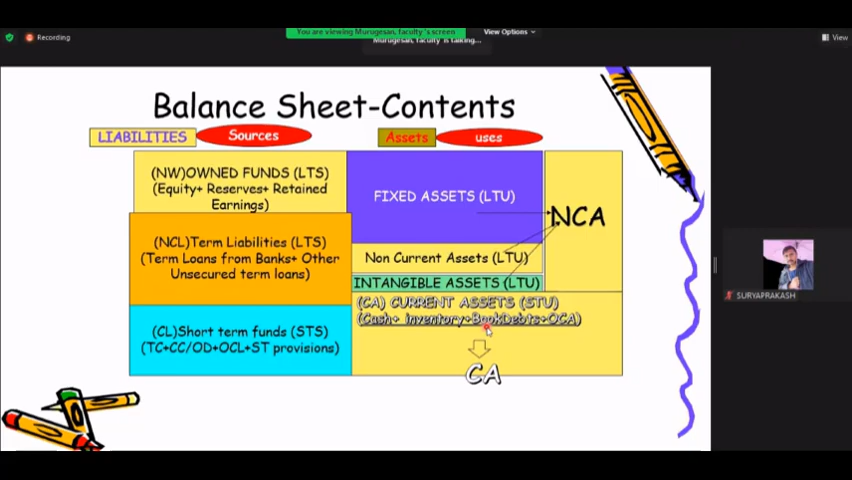 Recording
You are viewing Murugesan, faculty 's screen
View Options
Murugesan, faculty is talking...
View
Balance Sheet-Contents
LIABILITIES
Sources
Assets
uses
(NW)OWNED FUNDS (LTS)
(Equity+ Reserves+ Retained
Earnings)
FIXED ASSETS (LTU)
NCA
(NCL)Term Liabilities (LTS)
(Term Loans from Banks+ Other
Unsecured term loans)
Non Current Assets (LTU)
INTANGIBLE ASSETS (LTU)
(CA) CURRENT ASSETS (STU)
(Cash+ inventory+BookDebts+OCA)
(CL)Short term funds (STS)
(TC+CC/OD+OCL+ST provisions)
CA
SURYAPRAKASH